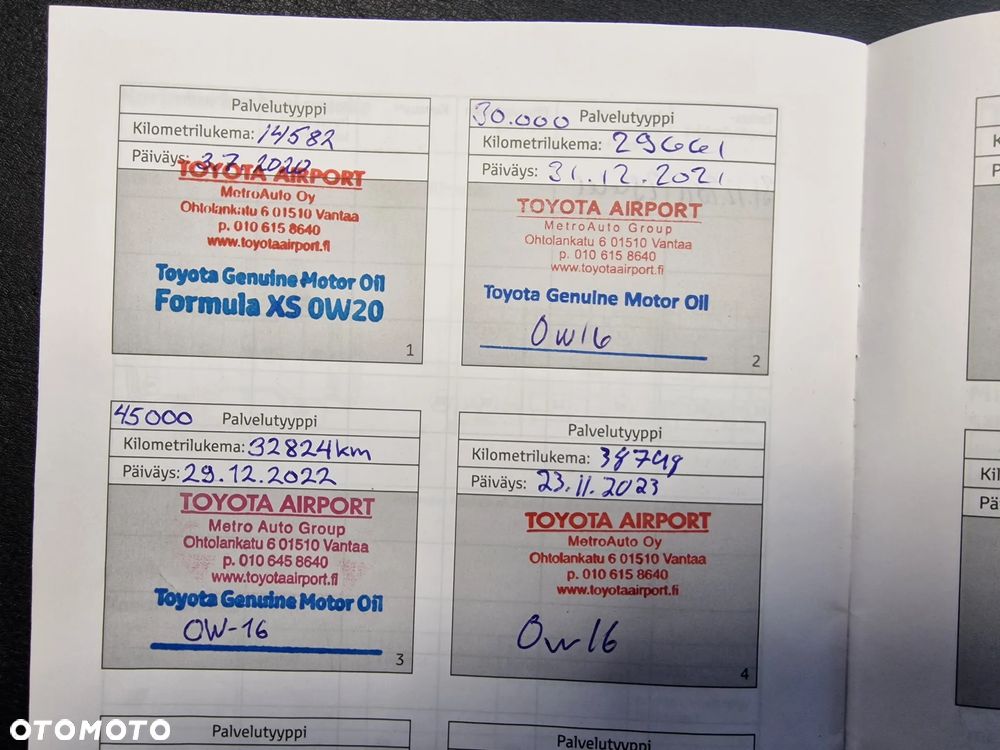 Palvelutyyppi
Kilometrilukema: 14582
Päiväys: 3.7.2020
TOYOTA AIRPORT
MetroAuto Oy
Ohtolankatu 6 01510 Vantaa
p. 010 615 8640
www.toyotaairport.fi
Toyota Genuine Motor Oil
Formula XS 0W20
1
30.000 Palvelutyyppi
Kilometrilukema: 29661
Päiväys: 31.12.2021
TOYOTA AIRPORT
MetroAuto Group
Ohtolankatu 6 01510 Vantaa
p. 010 615 8640
www.toyotaairport.fi
Toyota Genuine Motor Oil
0W16
2
45000 Palvelutyyppi
Kilometrilukema: 32824km
Päiväys: 29.12.2022
TOYOTA AIRPORT
Metro Auto Group
Ohtolankatu 6 01510 Vantaa
p. 010 645 8640
www.toyotaairport.fi
Toyota Genuine Motor Oil
0W-16
3
Palvelutyyppi
Kilometrilukema:
Päiväys: 23.11.2023
TOYOTA AIRPORT
MetroAuto Oy
Ohtolankatu 6 01510 Vantaa
p. 010 615 8640
www.toyotaairport.fi
0W16
4
Palvelutyyppi
Palvelutyyppi
OTOMOTO